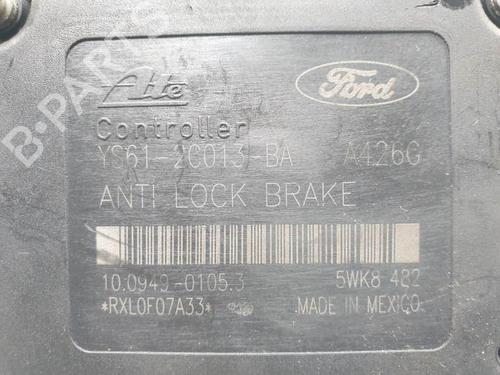 Ate
Ford
Controller
YS61-2C013-BA A426G
ANTI LOCK BRAKE
10.0949-0105.3 5WK8 482
*RXL0F07A33* MADE IN MEXICO
B-PARTS